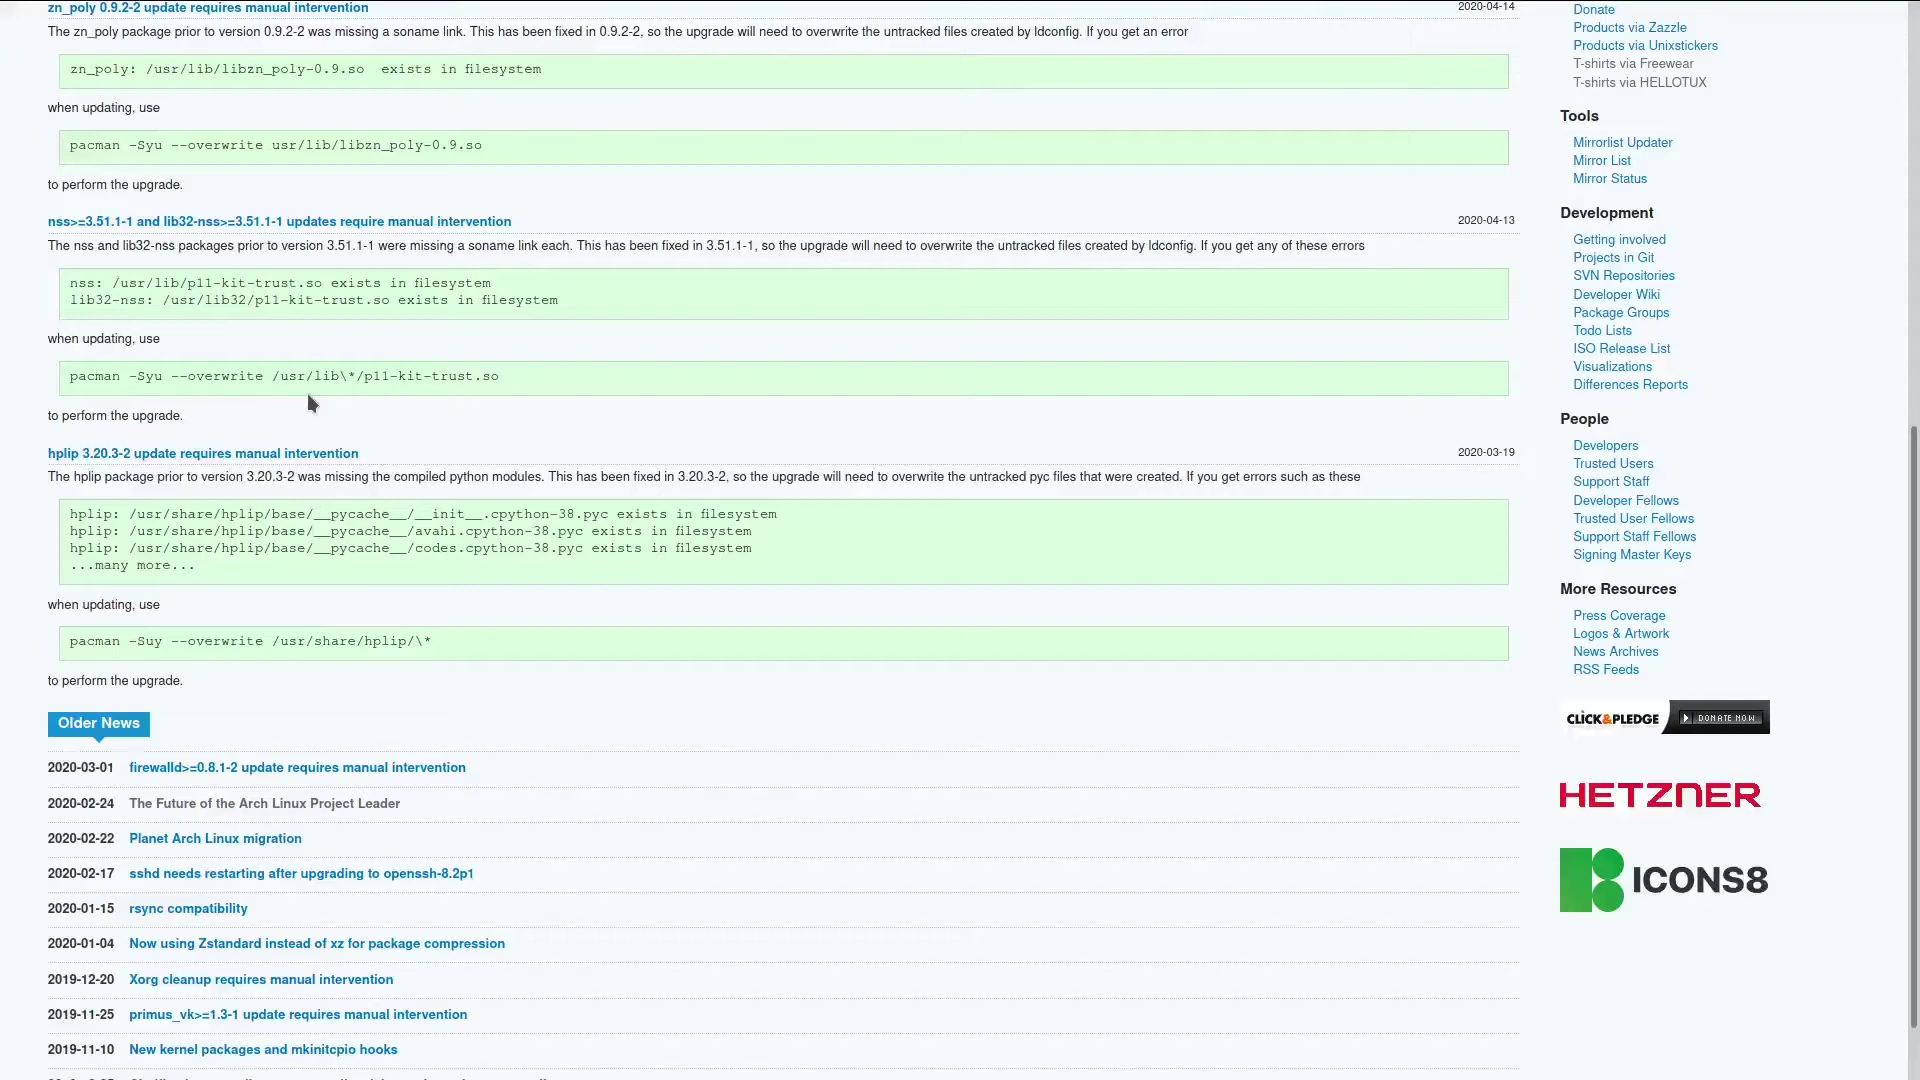 zn_poly 0.9.2-2 update requires manual intervention
2020-04-14
The zn_poly package prior to version 0.9.2-2 was missing a soname link. This has been fixed in 0.9.2-2, so the upgrade will need to overwrite the untracked files created by ldconfig. If you get an error
zn_poly: /usr/lib/libzn_poly-0.9.so  exists in filesystem
when updating, use
pacman -Syu --overwrite usr/lib/libzn_poly-0.9.so
to perform the upgrade.
nss>=3.51.1-1 and lib32-nss>=3.51.1-1 updates require manual intervention
2020-04-13
The nss and lib32-nss packages prior to version 3.51.1-1 were missing a soname link each. This has been fixed in 3.51.1-1, so the upgrade will need to overwrite the untracked files created by ldconfig. If you get any of these errors
nss: /usr/lib/p11-kit-trust.so exists in filesystem
lib32-nss: /usr/lib32/p11-kit-trust.so exists in filesystem
when updating, use
pacman -Syu --overwrite /usr/lib\*/p11-kit-trust.so
to perform the upgrade.
hplip 3.20.3-2 update requires manual intervention
2020-03-19
The hplip package prior to version 3.20.3-2 was missing the compiled python modules. This has been fixed in 3.20.3-2, so the upgrade will need to overwrite the untracked pyc files that were created. If you get errors such as these
hplip: /usr/share/hplip/base/__pycache__/__init__.cpython-38.pyc exists in filesystem
hplip: /usr/share/hplip/base/__pycache__/avahi.cpython-38.pyc exists in filesystem
hplip: /usr/share/hplip/base/__pycache__/codes.cpython-38.pyc exists in filesystem
...many more...
when updating, use
pacman -Suy --overwrite /usr/share/hplip/\*
to perform the upgrade.
Older News
2020-03-01 firewalld>=0.8.1-2 update requires manual intervention
2020-02-24 The Future of the Arch Linux Project Leader
2020-02-22 Planet Arch Linux migration
2020-02-17 sshd needs restarting after upgrading to openssh-8.2p1
2020-01-15 rsync compatibility
2020-01-04 Now using Zstandard instead of xz for package compression
2019-12-20 Xorg cleanup requires manual intervention
2019-11-25 primus_vk>=1.3-1 update requires manual intervention
2019-11-10 New kernel packages and mkinitcpio hooks
Donate
Products via Zazzle
Products via Unixstickers
T-shirts via Freewear
T-shirts via HELLOTUX
Tools
Mirrorlist Updater
Mirror List
Mirror Status
Development
Getting involved
Projects in Git
SVN Repositories
Developer Wiki
Package Groups
Todo Lists
ISO Release List
Visualizations
Differences Reports
People
Developers
Trusted Users
Support Staff
Developer Fellows
Trusted User Fellows
Support Staff Fellows
Signing Master Keys
More Resources
Press Coverage
Logos & Artwork
News Archives
RSS Feeds
CLICK&PLEDGE DONATE NOW
HETZNER
ICONS8